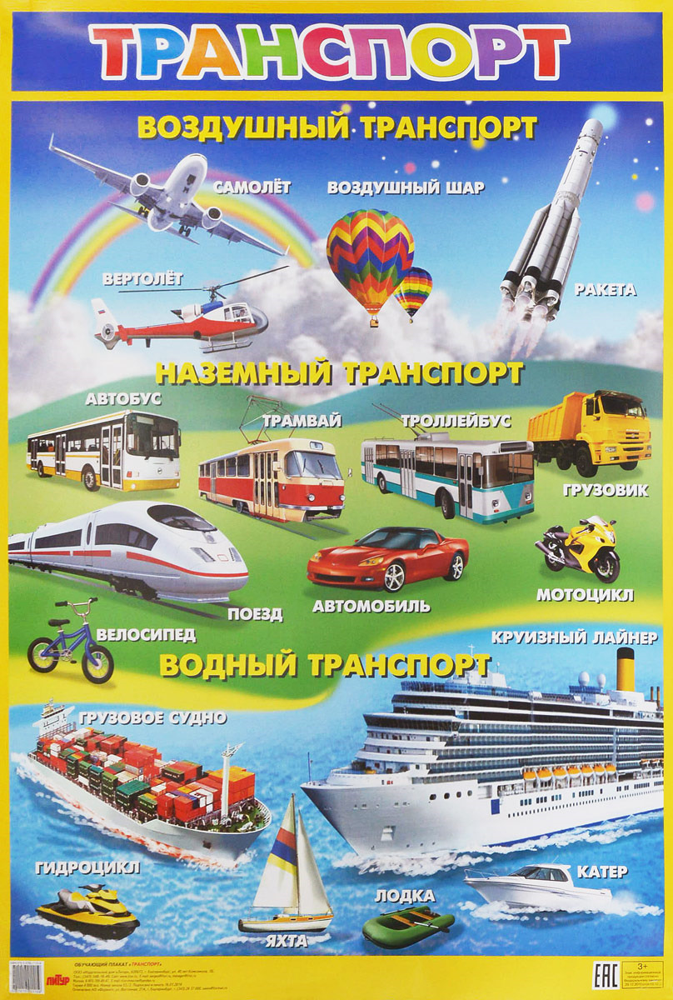 ТРАНСПОРТ
ВОЗДУШНЫЙ ТРАНСПОРТ
САМОЛЁТ
ВОЗДУШНЫЙ ШАР
ВЕРТОЛЁТ
РАКЕТА
НАЗЕМНЫЙ ТРАНСПОРТ
АВТОБУС
ТРАМВАЙ
ТРОЛЛЕЙБУС
ГРУЗОВИК
МОТОЦИКЛ
АВТОМОБИЛЬ
ПОЕЗД
ВЕЛОСИПЕД
КРУИЗНЫЙ ЛАЙНЕР
ВОДНЫЙ ТРАНСПОРТ
ГРУЗОВОЕ СУДНО
ГИДРОЦИКЛ
КАТЕР
ЛОДКА
ЯХТА
ОБУЧАЮЩИЙ ПЛАКАТ «ТРАНСПОРТ»
ЛИТУР
EAC
3+